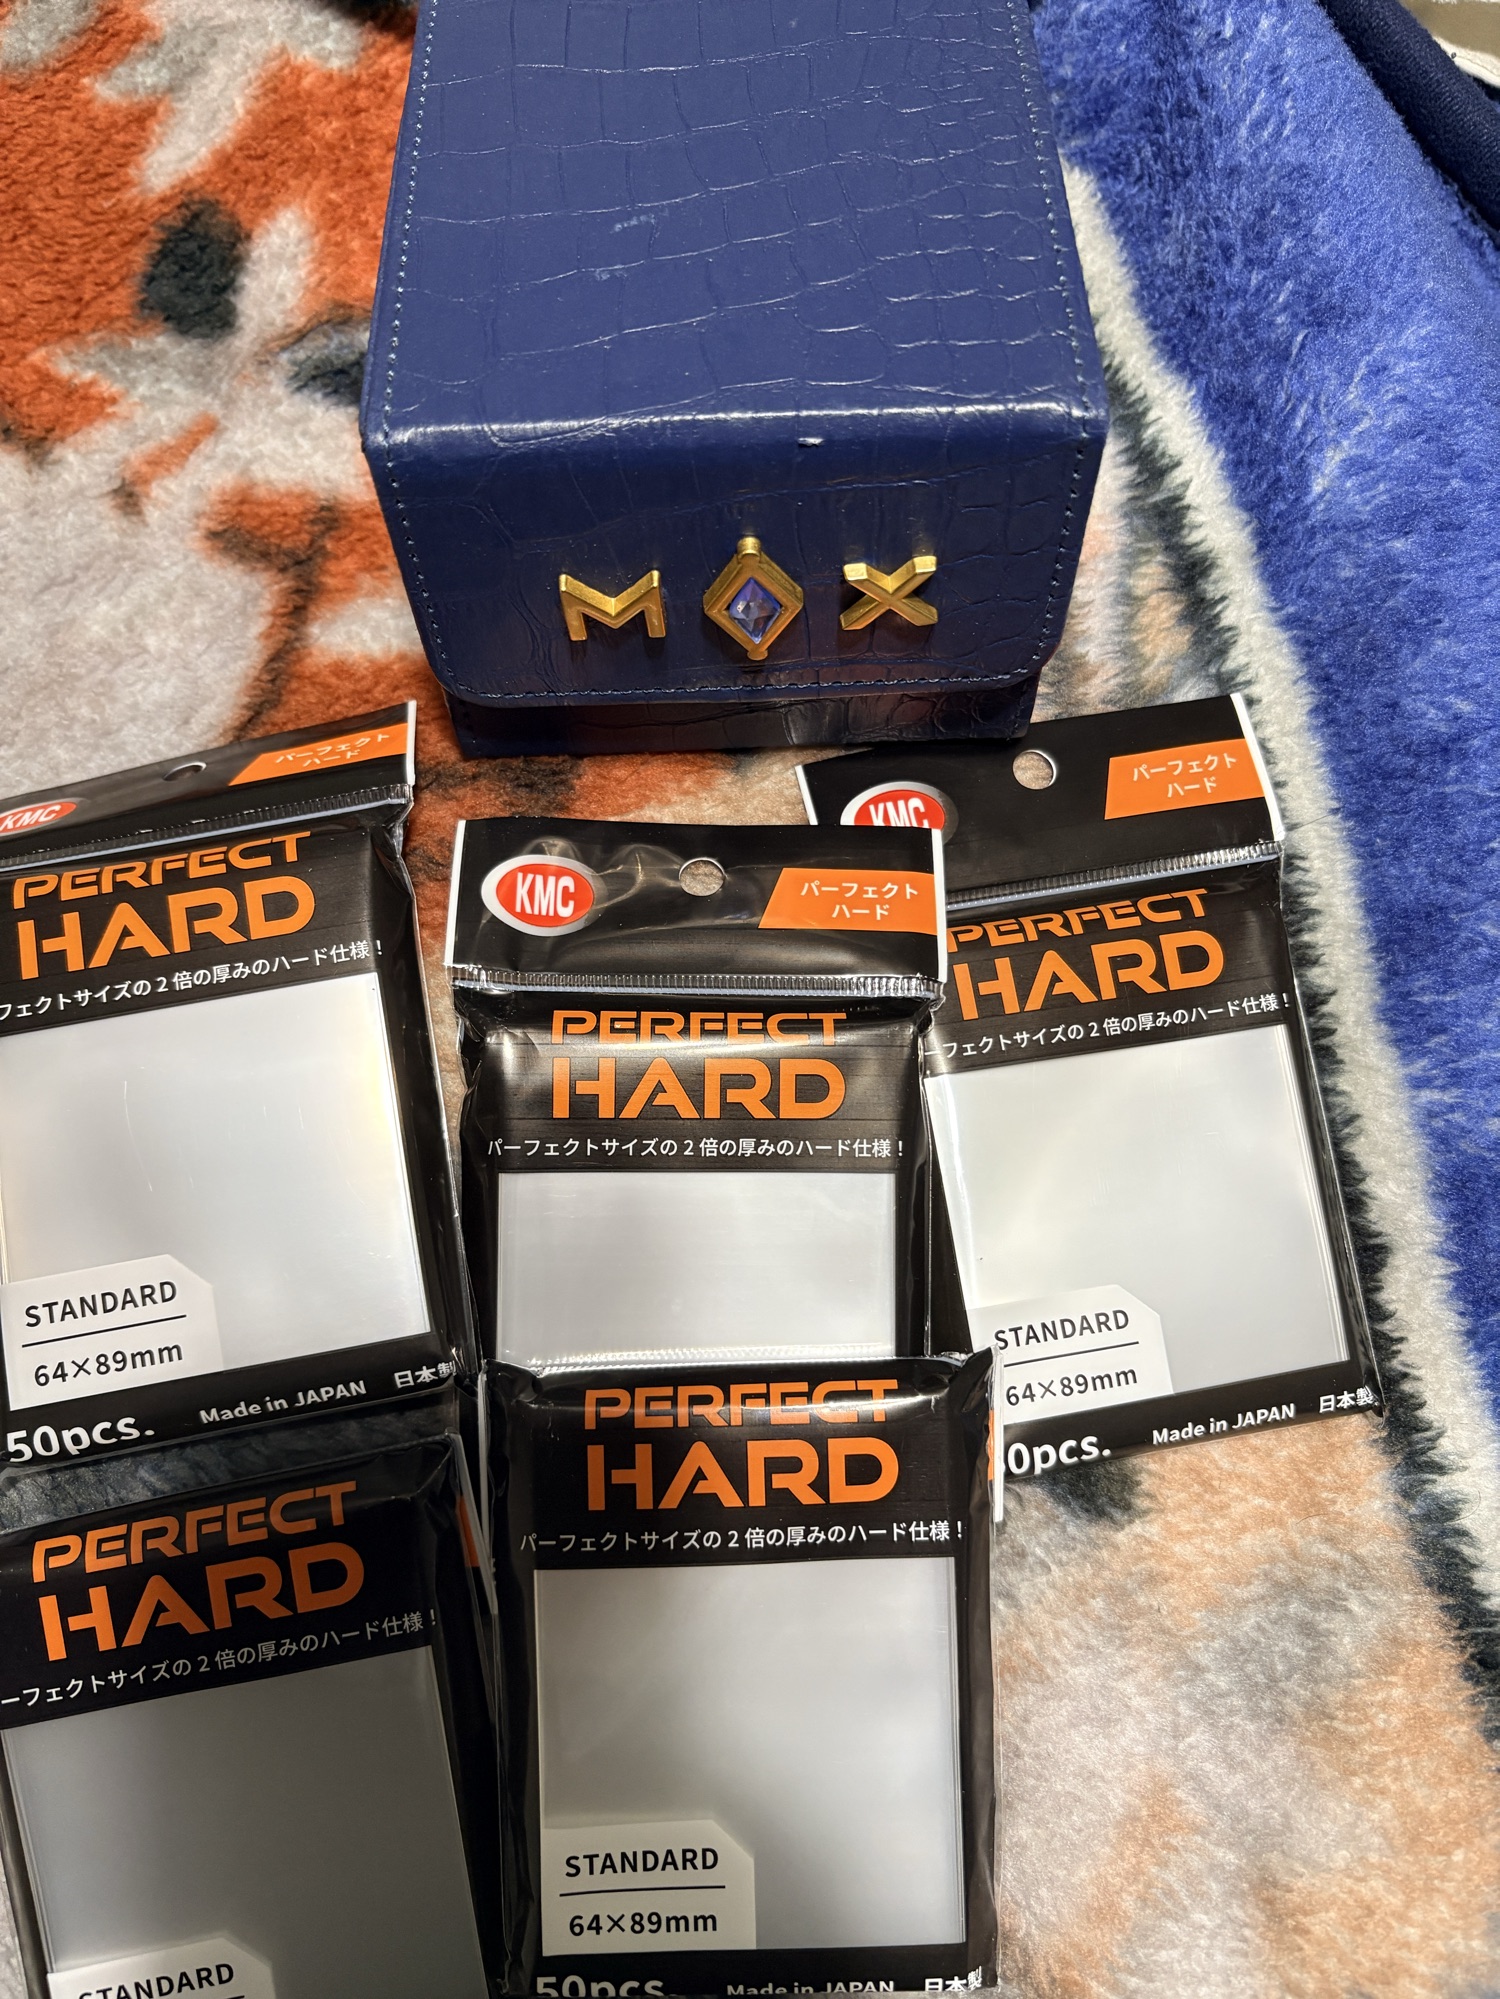 MOX
KMC
パーフェクト
ハード
PERFECT
HARD
フェクトサイズの2倍の厚みのハード仕様！
STANDARD
64×89mm
50pcs.
Made in JAPAN 日本製
KMC
パーフェクト
ハード
PERFECT
HARD
パーフェクトサイズの2倍の厚みのハード仕様！
KMC
パーフェクト
ハード
PERFECT
HARD
ーフェクトサイズの2倍の厚みのハード仕様！
STANDARD
64×89mm
0pcs.
Made in JAPAN 日本製
PERFECT
HARD
ーフェクトサイズの2倍の厚みのハード仕様！
STANDARD
PERFECT
HARD
パーフェクトサイズの2倍の厚みのハード仕様！
STANDARD
64×89mm
50pcs.
Made in JAPAN 日本製